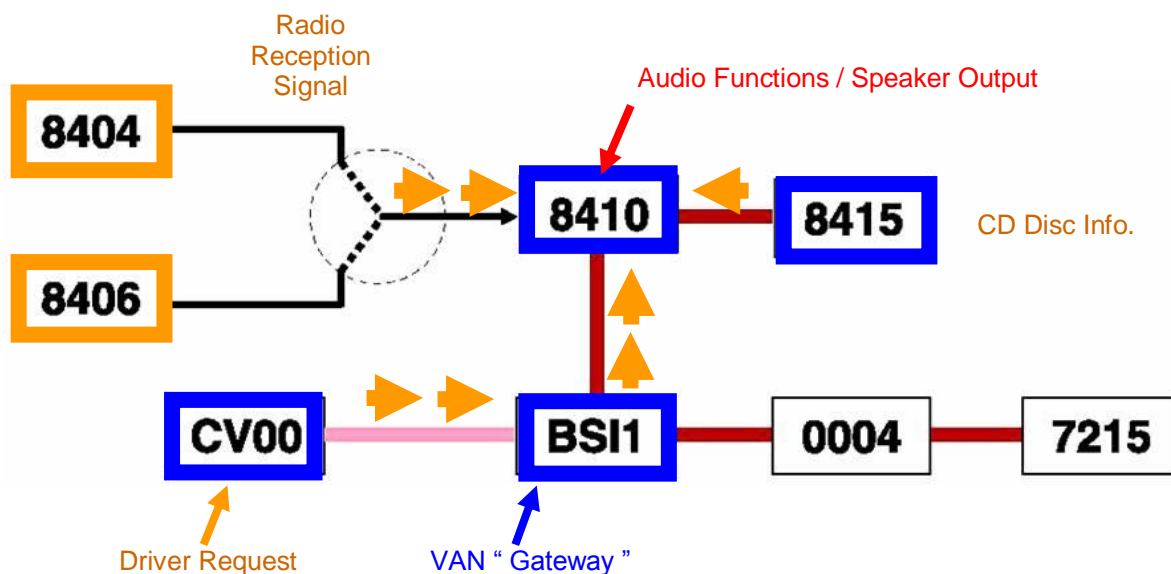 Radio
Reception
Signal
Audio Functions / Speaker Output
8404
8410
8415
CD Disc Info.
8406
CV00
BSI1
0004
7215
Driver Request
VAN “ Gateway ”